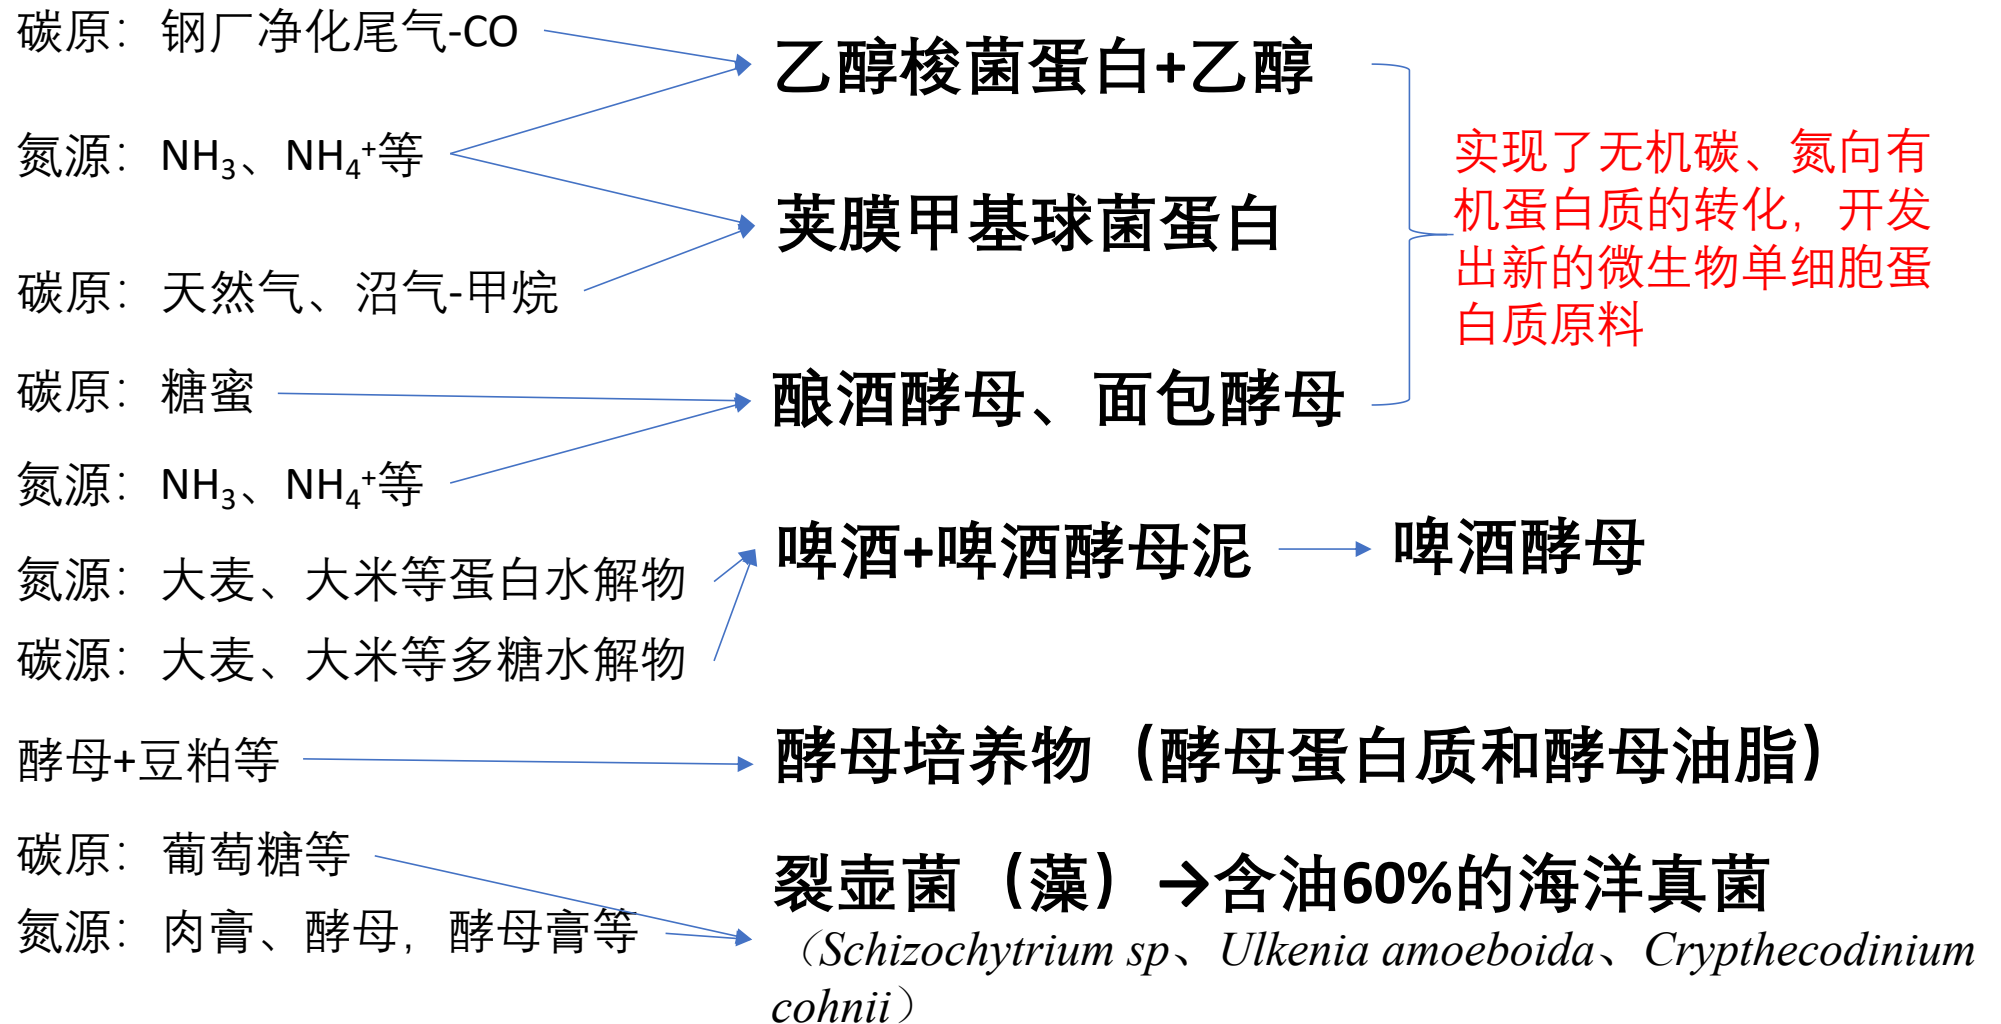 碳原：钢厂净化尾气-CO
乙醇梭菌蛋白+乙醇
氮源：NH₃、NH₄⁺等
实现了无机碳、氮向有
机蛋白质的转化，开发
出新的微生物单细胞蛋
白质原料
荚膜甲基球菌蛋白
碳原：天然气、沼气-甲烷
碳原：糖蜜
酿酒酵母、面包酵母
氮源：NH₃、NH₄⁺等
啤酒+啤酒酵母泥
啤酒酵母
氮源：大麦、大米等蛋白水解物
碳源：大麦、大米等多糖水解物
酵母+豆粕等
酵母培养物（酵母蛋白质和酵母油脂）
碳原：葡萄糖等
裂壶菌（藻）→含油60%的海洋真菌
氮源：肉膏、酵母，酵母膏等
（Schizochytrium sp、Ulkenia amoeboida、Crypthecodinium
cohnii）